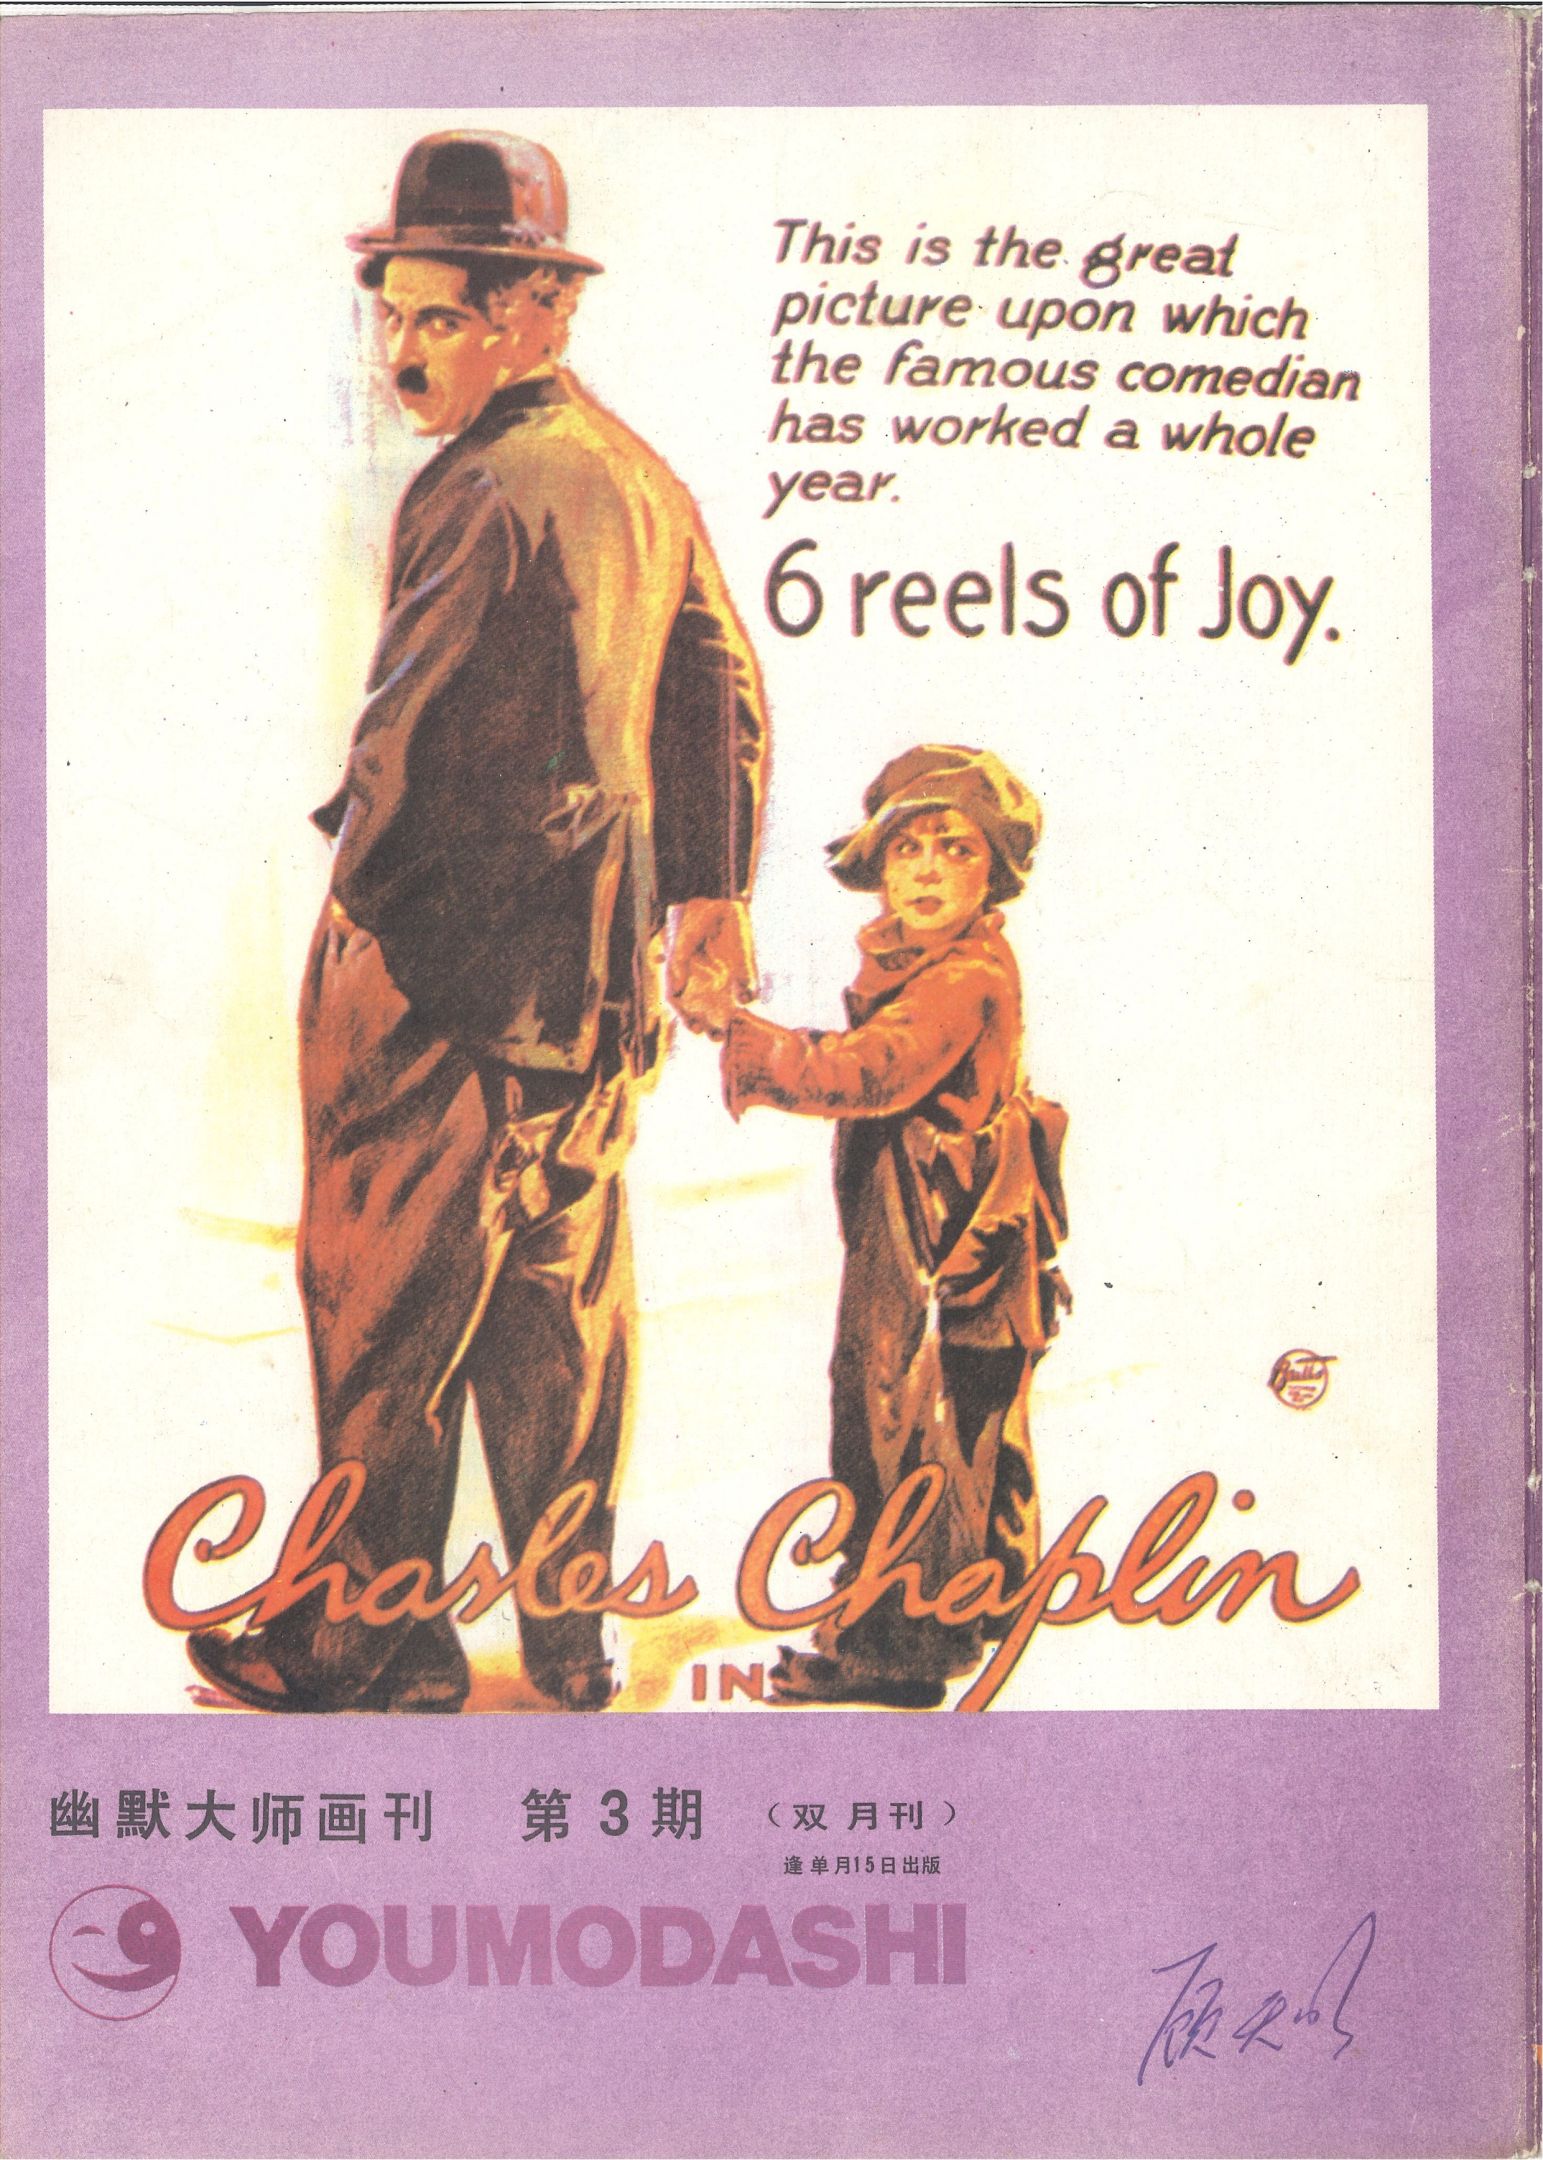 This is the great
picture upon which
the famous comedian
has worked a whole
year.
6 reels of Joy.
Charles Chaplin
IN
幽默大师画刊 第3期 （双月刊）
逢单月15日出版
YOUMODASHI